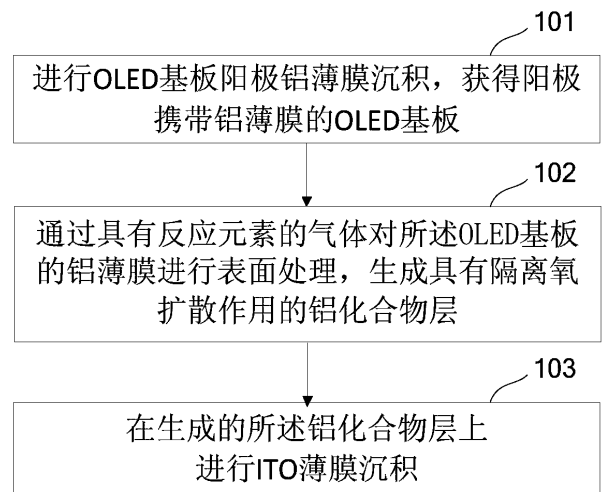 101
进行OLED基板阳极铝薄膜沉积，获得阳极
携带铝薄膜的OLED基板
102
通过具有反应元素的气体对所述OLED基板
的铝薄膜进行表面处理，生成具有隔离氧
扩散作用的铝化合物层
103
在生成的所述铝化合物层上
进行ITO薄膜沉积